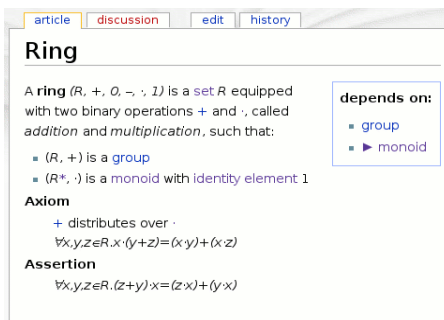 article discussion edit history
Ring
A ring (R, +, 0, –, ·, 1) is a set R equipped
with two binary operations + and ·, called
addition and multiplication, such that:
(R, +) is a group
(R*, ·) is a monoid with identity element 1
Axiom
+ distributes over ·
∀x,y,z∈R.x·(y+z)=(x·y)+(x·z)
Assertion
∀x,y,z∈R.(z+y)·x=(z·x)+(y·x)
depends on:
group
► monoid